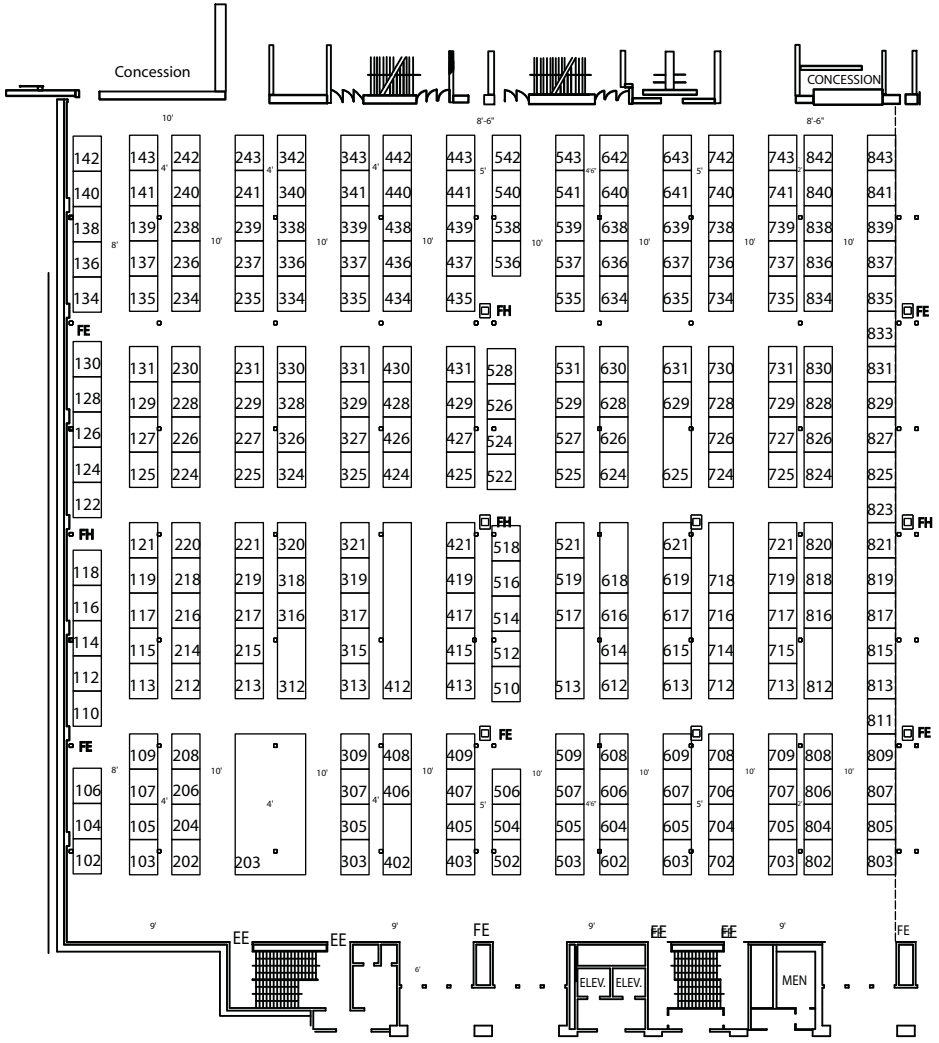 Concession
CONCESSION
10' 8'-6" 8'-6"
142 143 242 243 342 343 442 443 542 543 642 643 742 743 842 843
4' 4' 4' 5' 4'6" 5' 2'
140 141 240 241 340 341 440 441 540 541 640 641 740 741 840 841
138 139 238 239 338 339 438 439 538 539 638 639 738 739 838 839
8' 10' 10' 10' 10' 10' 10' 10'
136 137 236 237 336 337 436 437 536 537 636 637 736 737 836 837
134 135 234 235 334 335 434 435 535 634 635 734 735 834 835
FH FE
FE 833
130 131 230 231 330 331 430 431 528 531 630 631 730 731 830 831
128 129 228 229 328 329 428 429 526 529 628 629 728 729 828 829
126 127 226 227 326 327 426 427 524 527 626 726 727 826 827
124 125 224 225 324 325 424 425 522 525 624 625 724 725 824 825
122 823
FH FH
FH 121 220 221 320 321 421 518 521 621 721 820 821
118 119 218 219 318 319 419 516 519 618 619 718 719 818 819
116 117 216 217 316 317 417 514 517 616 617 716 717 816 817
114 115 214 215 315 415 512 614 615 714 715 815
112 113 212 213 312 313 412 413 510 513 612 613 712 713 812 813
110 811
FE FE
FE 109 208 309 408 409 509 608 609 708 709 808 809
8' 10' 10' 10' 10' 10' 10' 10'
106 107 206 307 406 407 506 507 606 607 706 707 806 807
4' 4' 4' 5' 4'6" 5' 2'
104 105 204 305 405 504 505 604 605 704 705 804 805
102 103 202 203 303 402 403 502 503 602 603 702 703 802 803
9' 9' 9' 9'
EE EE FE EE EE FE
6'
ELEV. ELEV. MEN